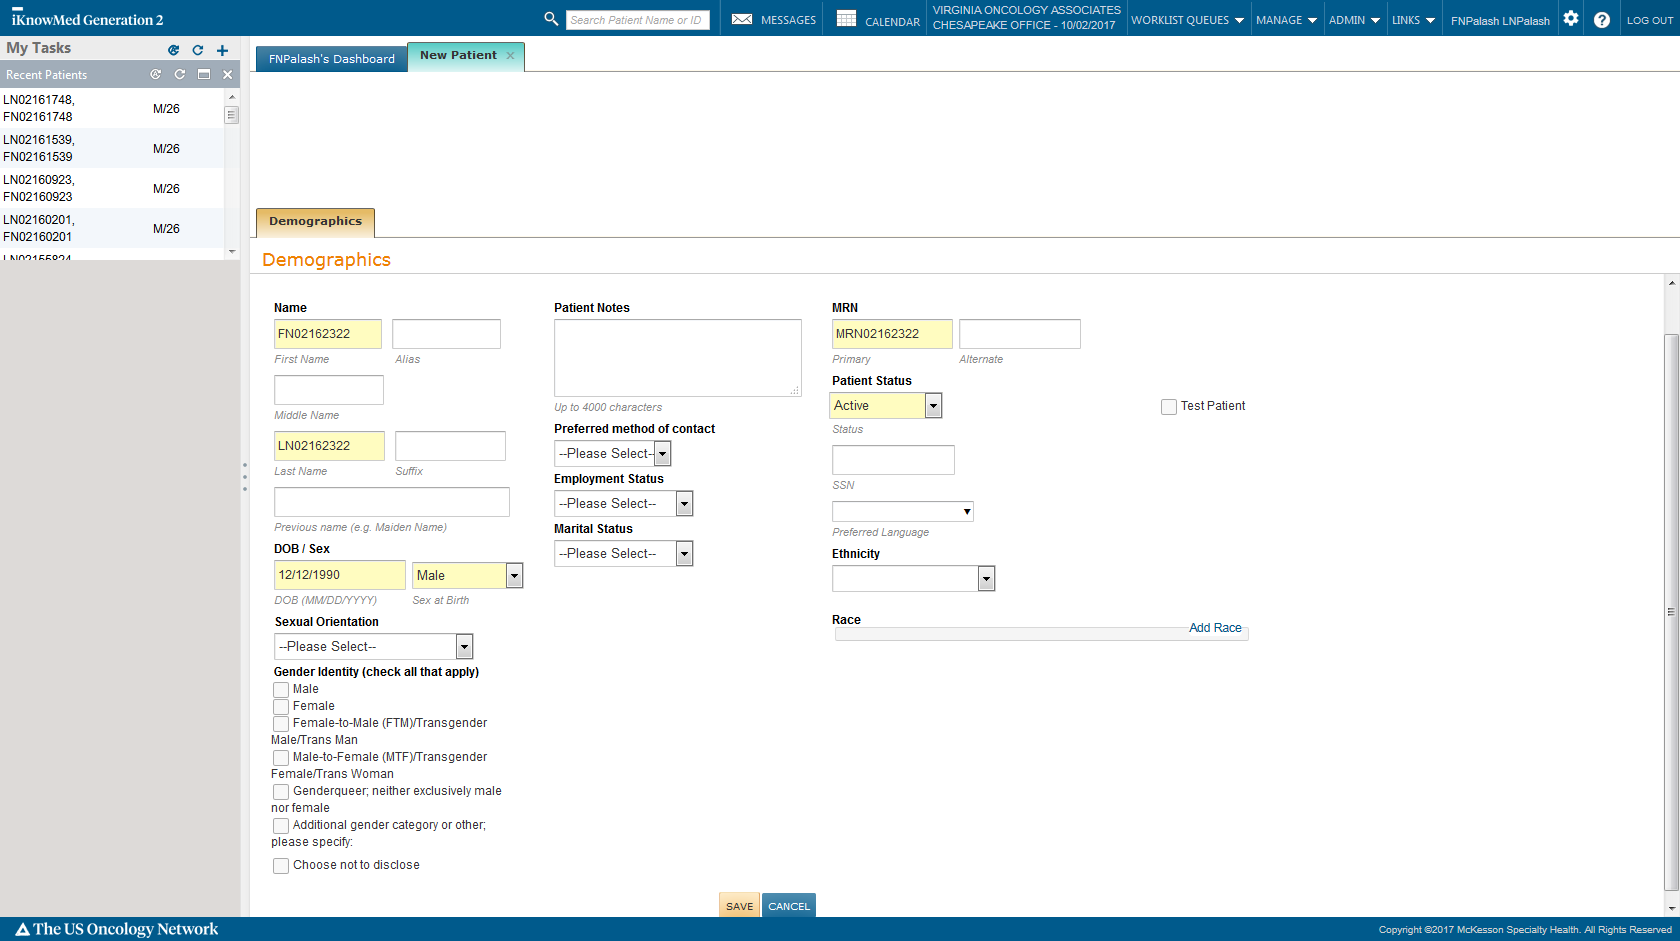 iKnowMed Generation 2
Search Patient Name or ID
MESSAGES
CALENDAR
VIRGINIA ONCOLOGY ASSOCIATES
CHESAPEAKE OFFICE - 10/02/2017
WORKLIST QUEUES
MANAGE
ADMIN
LINKS
FNPalash LNPalash
LOG OUT
My Tasks
Recent Patients
LN02161748,
FN02161748
M/26
LN02161539,
FN02161539
M/26
LN02160923,
FN02160923
M/26
LN02160201,
FN02160201
M/26
LN02155824
FNPalash's Dashboard
New Patient
Demographics
Demographics
Name
FN02162322
First Name
Alias
Middle Name
LN02162322
Last Name
Suffix
Previous name (e.g. Maiden Name)
DOB / Sex
12/12/1990
Male
DOB (MM/DD/YYYY)
Sex at Birth
Sexual Orientation
--Please Select--
Gender Identity (check all that apply)
Male
Female
Female-to-Male (FTM)/Transgender
Male/Trans Man
Male-to-Female (MTF)/Transgender
Female/Trans Woman
Genderqueer; neither exclusively male
nor female
Additional gender category or other;
please specify:
Choose not to disclose
Patient Notes
Up to 4000 characters
Preferred method of contact
--Please Select--
Employment Status
--Please Select--
Marital Status
--Please Select--
MRN
MRN02162322
Primary
Alternate
Patient Status
Active
Status
Test Patient
SSN
Preferred Language
Ethnicity
Race
Add Race
SAVE
CANCEL
The US Oncology Network
Copyright ©2017 McKesson Specialty Health. All Rights Reserved